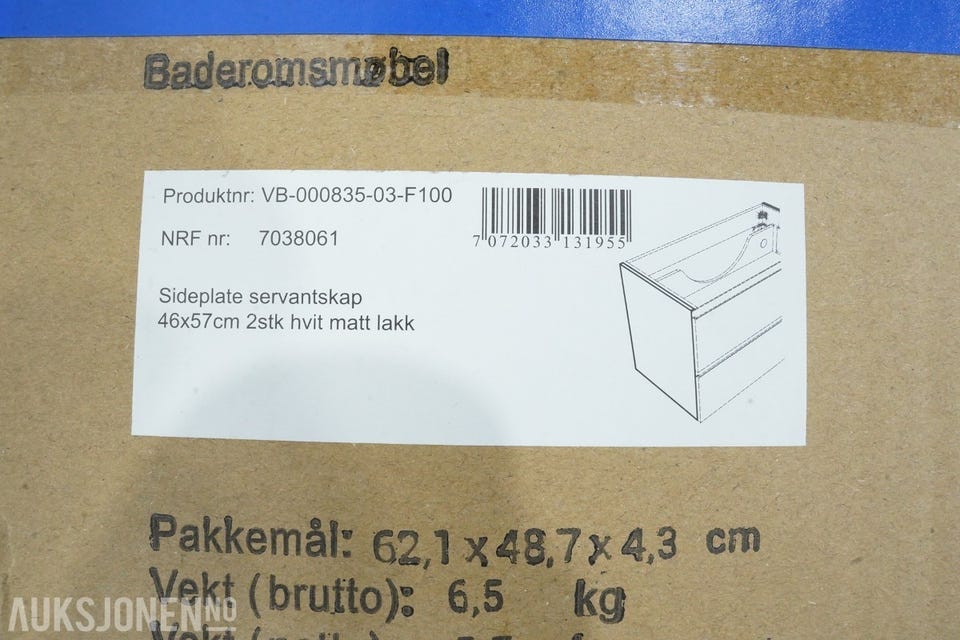 Baderomsmøbel
Produktnr: VB-000835-03-F100
NRF nr: 7038061
7 072033 131955
Sideplate servantskap
46x57cm 2stk hvit matt lakk
Pakkemål: 62,1 x 48,7 x 4,3 cm
Vekt (brutto): 6,5 kg
AUKSJONEN.NO
Vekt